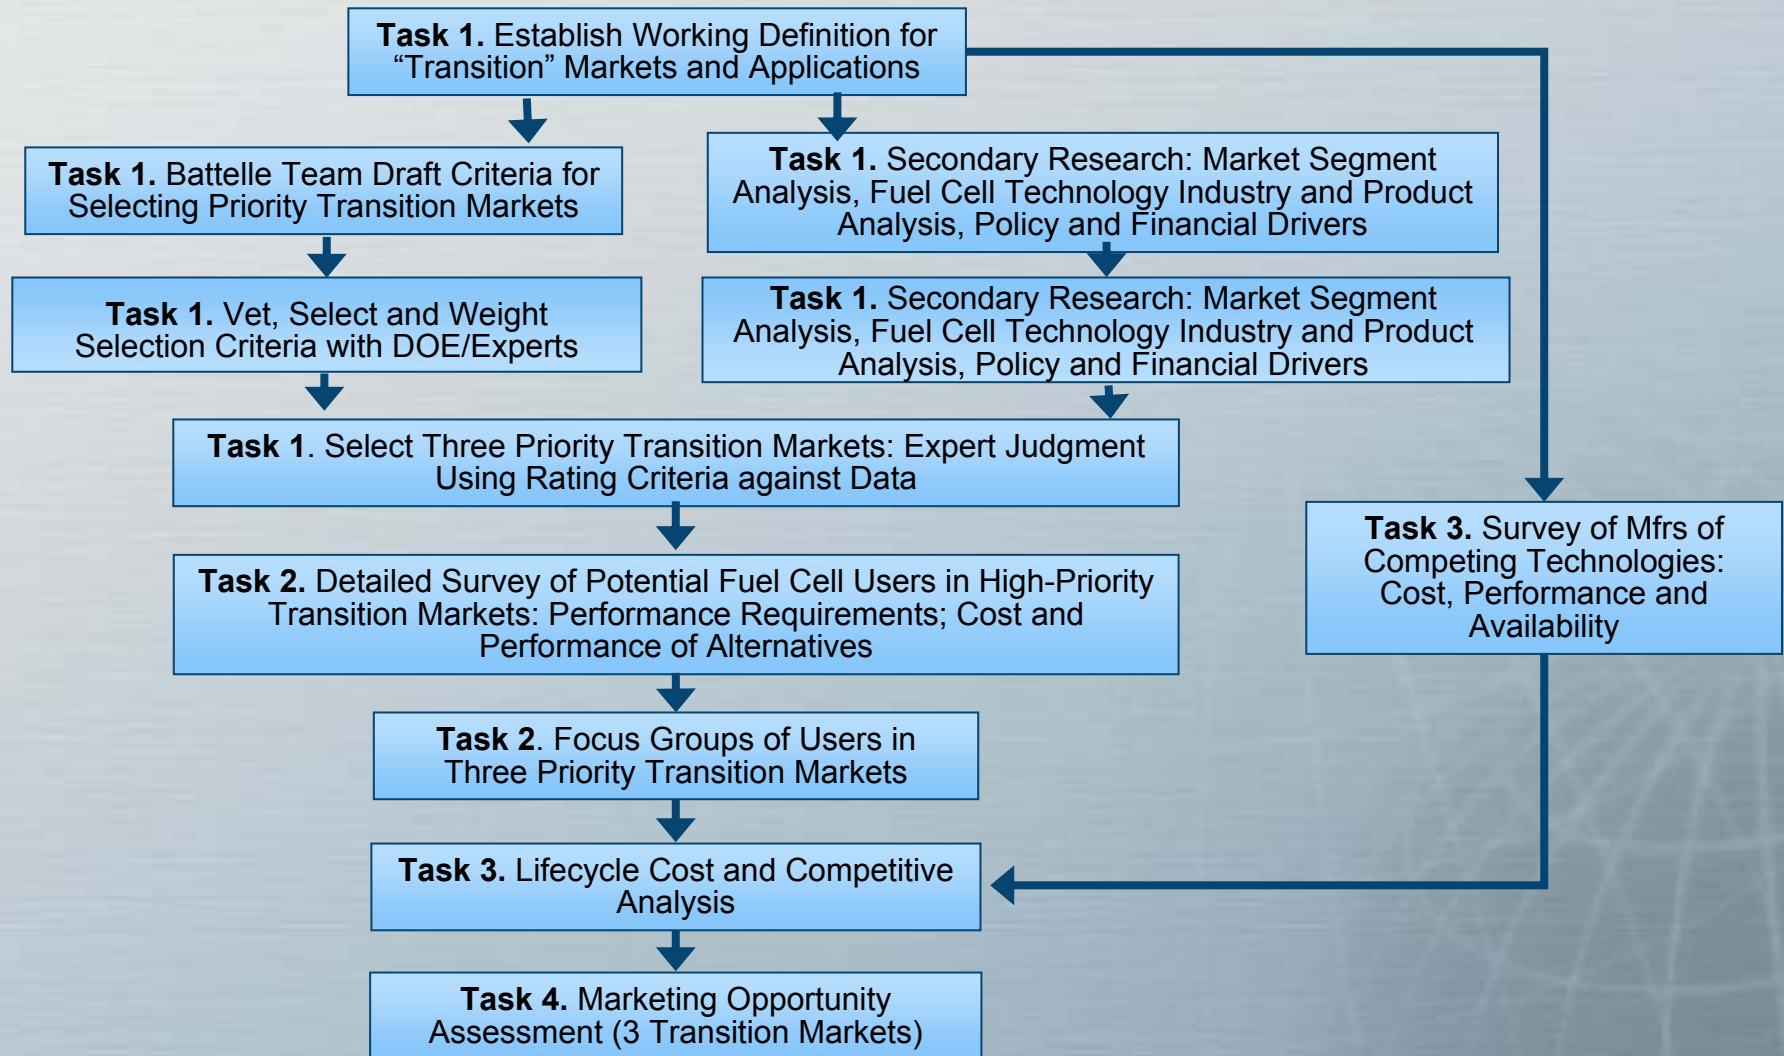 Task 1. Establish Working Definition for
“Transition” Markets and Applications
Task 1. Battelle Team Draft Criteria for
Selecting Priority Transition Markets
Task 1. Secondary Research: Market Segment
Analysis, Fuel Cell Technology Industry and Product
Analysis, Policy and Financial Drivers
Task 1. Vet, Select and Weight
Selection Criteria with DOE/Experts
Task 1. Secondary Research: Market Segment
Analysis, Fuel Cell Technology Industry and Product
Analysis, Policy and Financial Drivers
Task 1. Select Three Priority Transition Markets: Expert Judgment
Using Rating Criteria against Data
Task 3. Survey of Mfrs of
Competing Technologies:
Cost, Performance and
Availability
Task 2. Detailed Survey of Potential Fuel Cell Users in High-Priority
Transition Markets: Performance Requirements; Cost and
Performance of Alternatives
Task 2. Focus Groups of Users in
Three Priority Transition Markets
Task 3. Lifecycle Cost and Competitive
Analysis
Task 4. Marketing Opportunity
Assessment (3 Transition Markets)